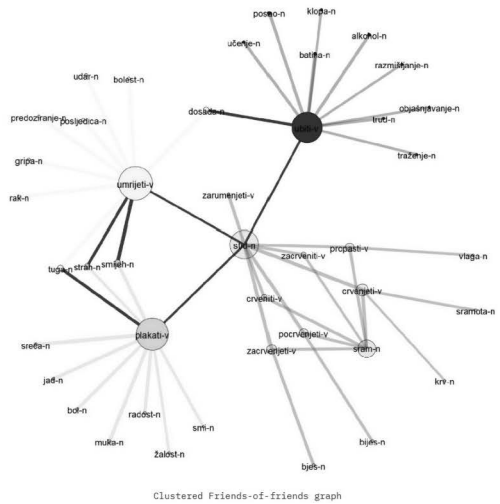 posao-n
klopa-n
učenje-n
alkohol-n
batina-n
razmišljanje-n
udar-n
bolest-n
dosada-n
objašnjavanje-n
trud-n
predoziranje-n
posljedica-n
ubiti-v
traženje-n
gripa-n
umrijeti-v
rak-n
zarumenjeti-v
stid-n
propasti-v
zacrveniti-v
vlaga-n
tuga-n
strah-n
smijeh-n
crvenjeti-v
crveniti-v
sramota-n
plakati-v
pocrvenjeti-v
sreća-n
zacrvenjeti-v
sram-n
jad-n
krv-n
bol-n
radost-n
muka-n
smi-n
bijes-n
žalost-n
bjes-n
Clustered Friends-of-friends graph